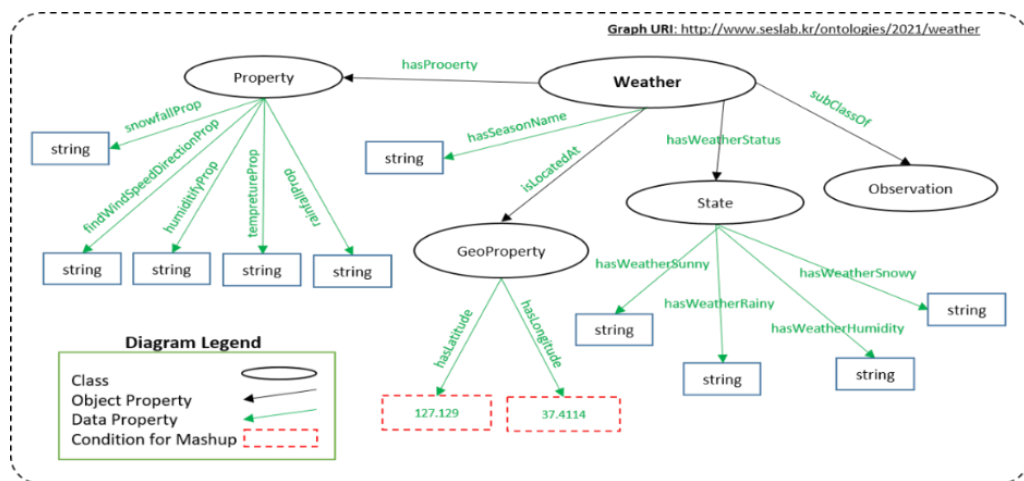 Graph URI: http://www.seslab.kr/ontologies/2021/weather
hasProoerty
Property
Weather
snowfallProp
findWindSpeedDirectionProp
humiditifyProp
tempretureProp
rainfallProp
string
string
string
string
string
hasSeasonName
string
isLocatedAt
hasWeatherStatus
subClassOf
Observation
State
GeoProperty
hasLatitude
hasLongitude
127.129
37.4114
hasWeatherSunny
hasWeatherRainy
hasWeatherHumidity
hasWeatherSnowy
string
string
string
string
Diagram Legend
Class
Object Property
Data Property
Condition for Mashup